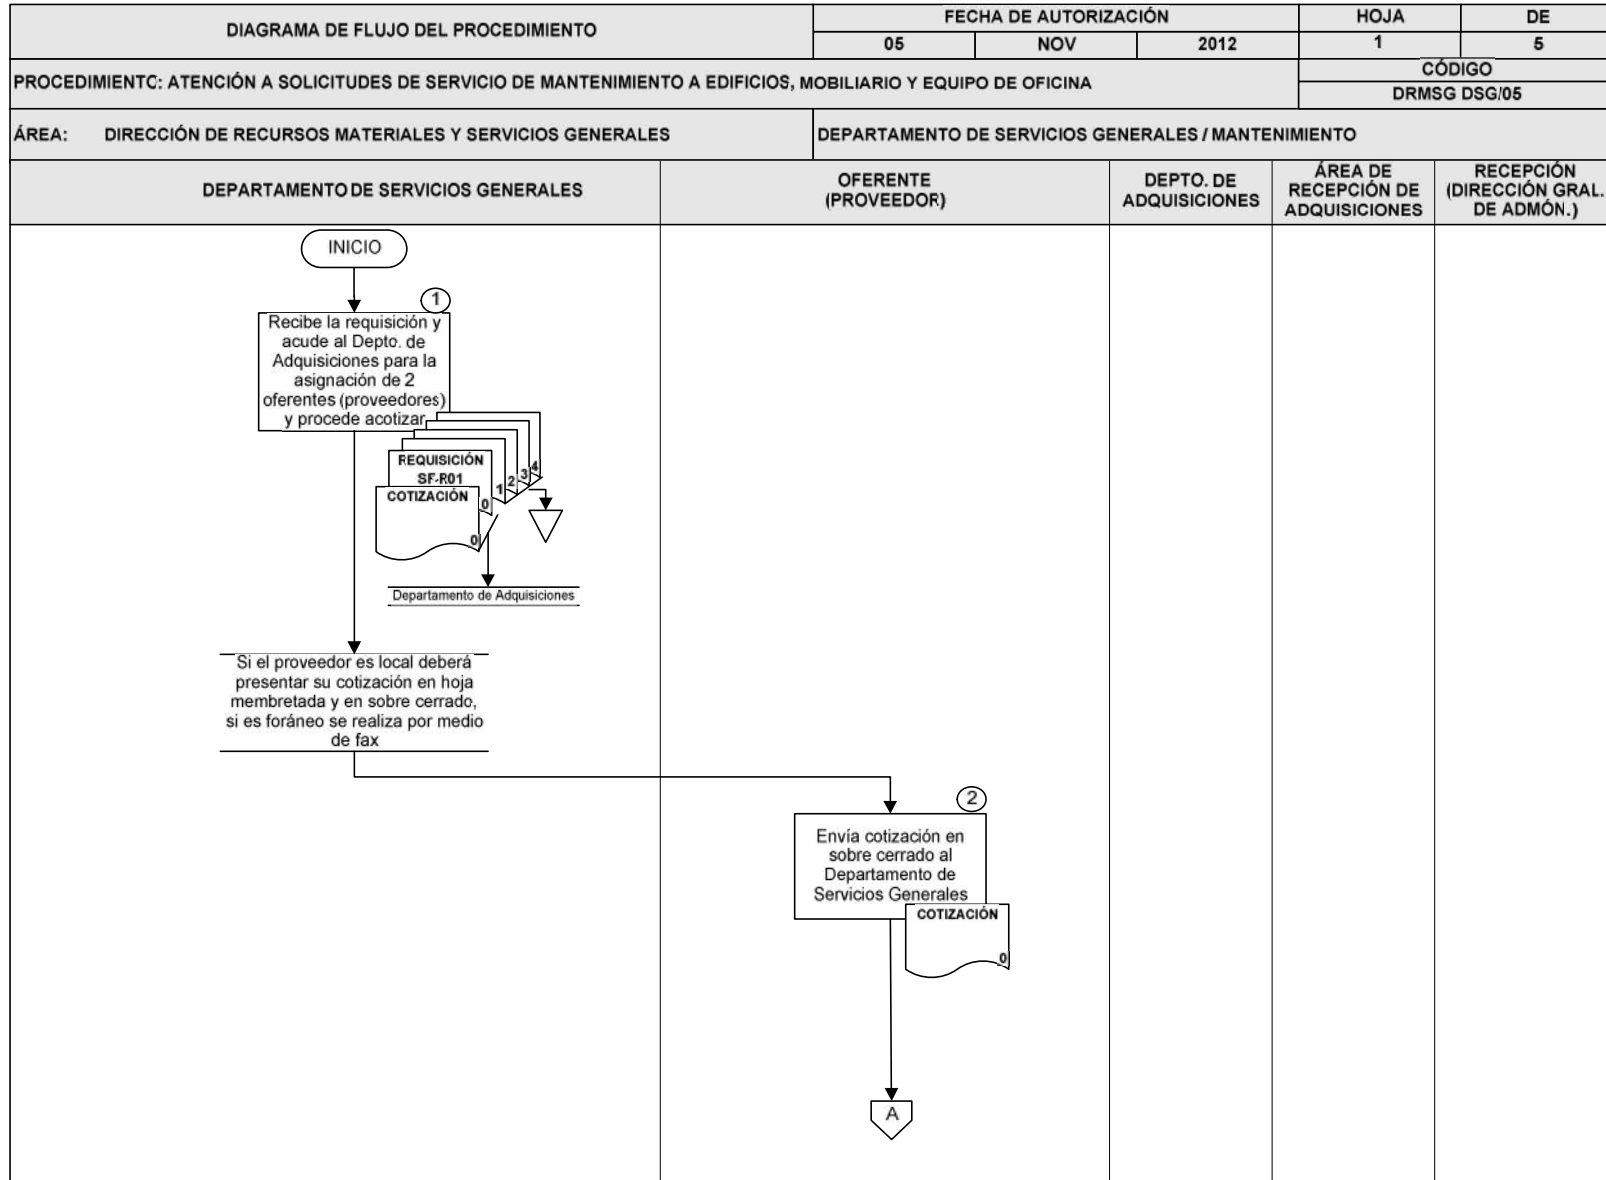 DIAGRAMA DE FLUJO DEL PROCEDIMIENTO
FECHA DE AUTORIZACIÓN
HOJA
DE
05
NOV
2012
1
5
PROCEDIMIENTO: ATENCIÓN A SOLICITUDES DE SERVICIO DE MANTENIMIENTO A EDIFICIOS, MOBILIARIO Y EQUIPO DE OFICINA
CÓDIGO
DRMSG DSG/05
ÁREA: DIRECCIÓN DE RECURSOS MATERIALES Y SERVICIOS GENERALES
DEPARTAMENTO DE SERVICIOS GENERALES / MANTENIMIENTO
DEPARTAMENTO DE SERVICIOS GENERALES
OFERENTE
(PROVEEDOR)
DEPTO. DE
ADQUISICIONES
ÁREA DE
RECEPCIÓN DE
ADQUISICIONES
RECEPCIÓN
(DIRECCIÓN GRAL.
DE ADMÓN.)
INICIO
1
Recibe la requisición y
acude al Depto. de
Adquisiciones para la
asignación de 2
oferentes (proveedores)
y procede acotizar
REQUISICIÓN
SF-R01
0
1
2
3
4
COTIZACIÓN
0
Departamento de Adquisiciones
Si el proveedor es local deberá
presentar su cotización en hoja
membretada y en sobre cerrado,
si es foráneo se realiza por medio
de fax
2
Envía cotización en
sobre cerrado al
Departamento de
Servicios Generales
COTIZACIÓN
0
A